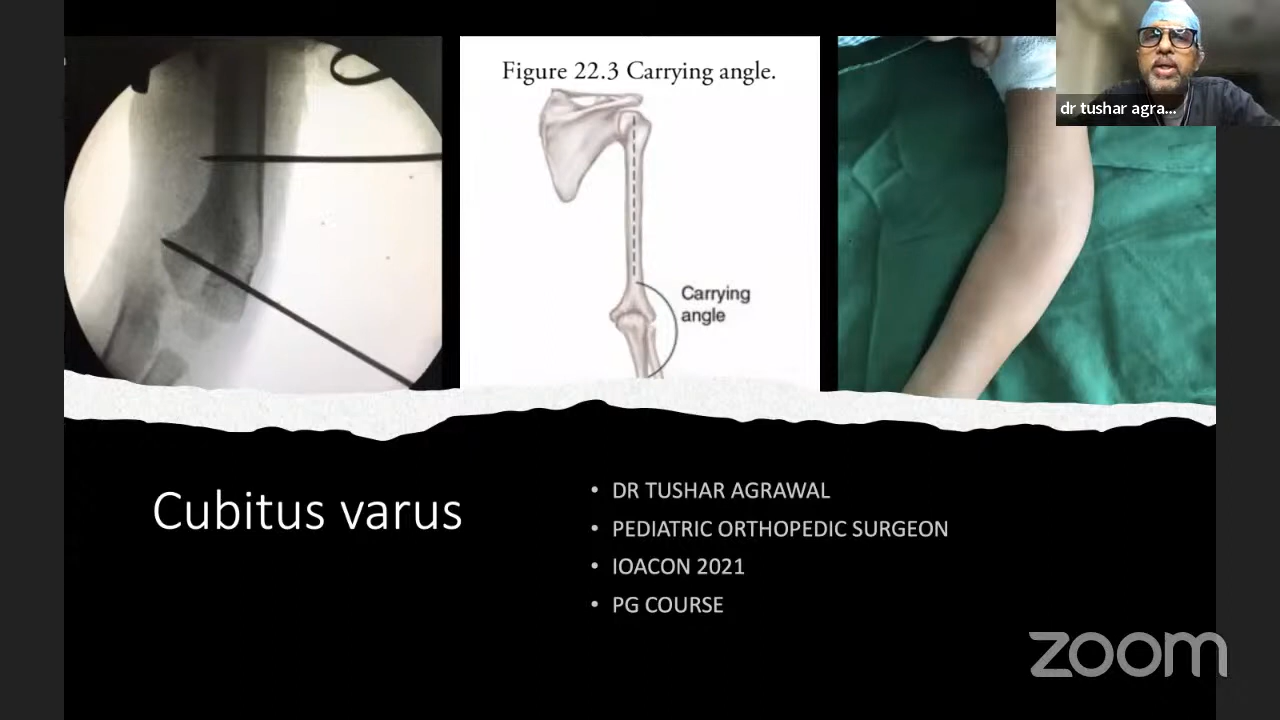 Figure 22.3 Carrying angle.
Carrying
angle
dr tushar agra...
Cubitus varus
• DR TUSHAR AGRAWAL
• PEDIATRIC ORTHOPEDIC SURGEON
• IOACON 2021
• PG COURSE
zoom